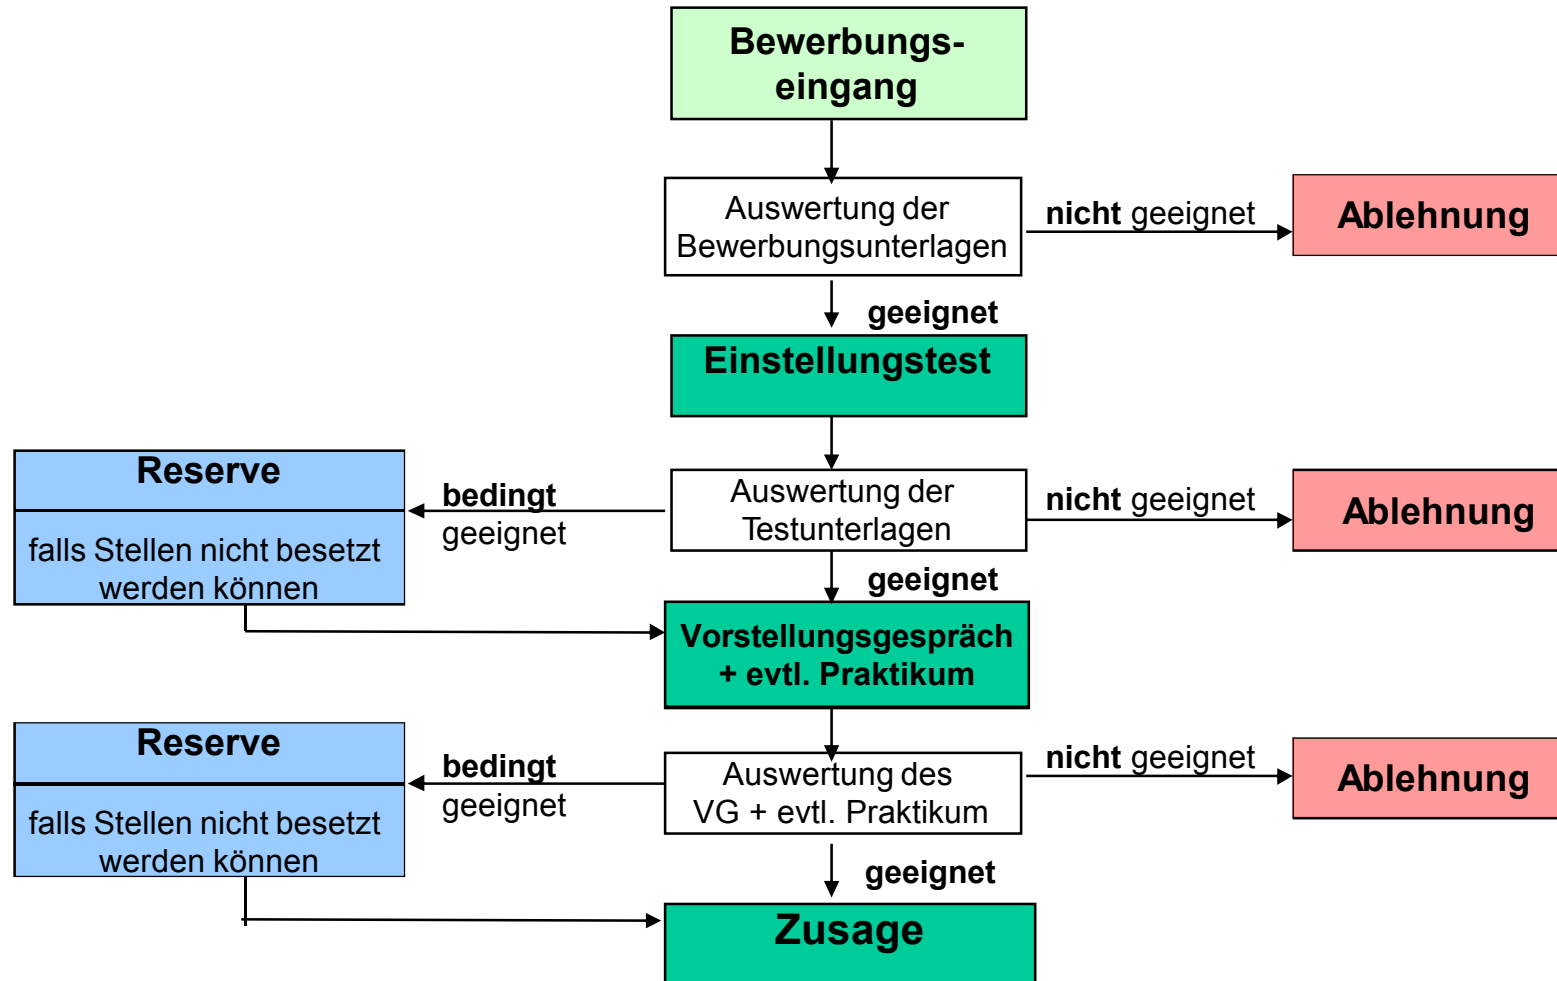 Bewerbungs-
eingang
Auswertung der
Bewerbungsunterlagen
nicht geeignet
Ablehnung
geeignet
Einstellungstest
Reserve
falls Stellen nicht besetzt
werden können
bedingt
geeignet
Auswertung der
Testunterlagen
nicht geeignet
Ablehnung
geeignet
Vorstellungsgespräch
+ evtl. Praktikum
Reserve
falls Stellen nicht besetzt
werden können
bedingt
geeignet
Auswertung des
VG + evtl. Praktikum
nicht geeignet
Ablehnung
geeignet
Zusage